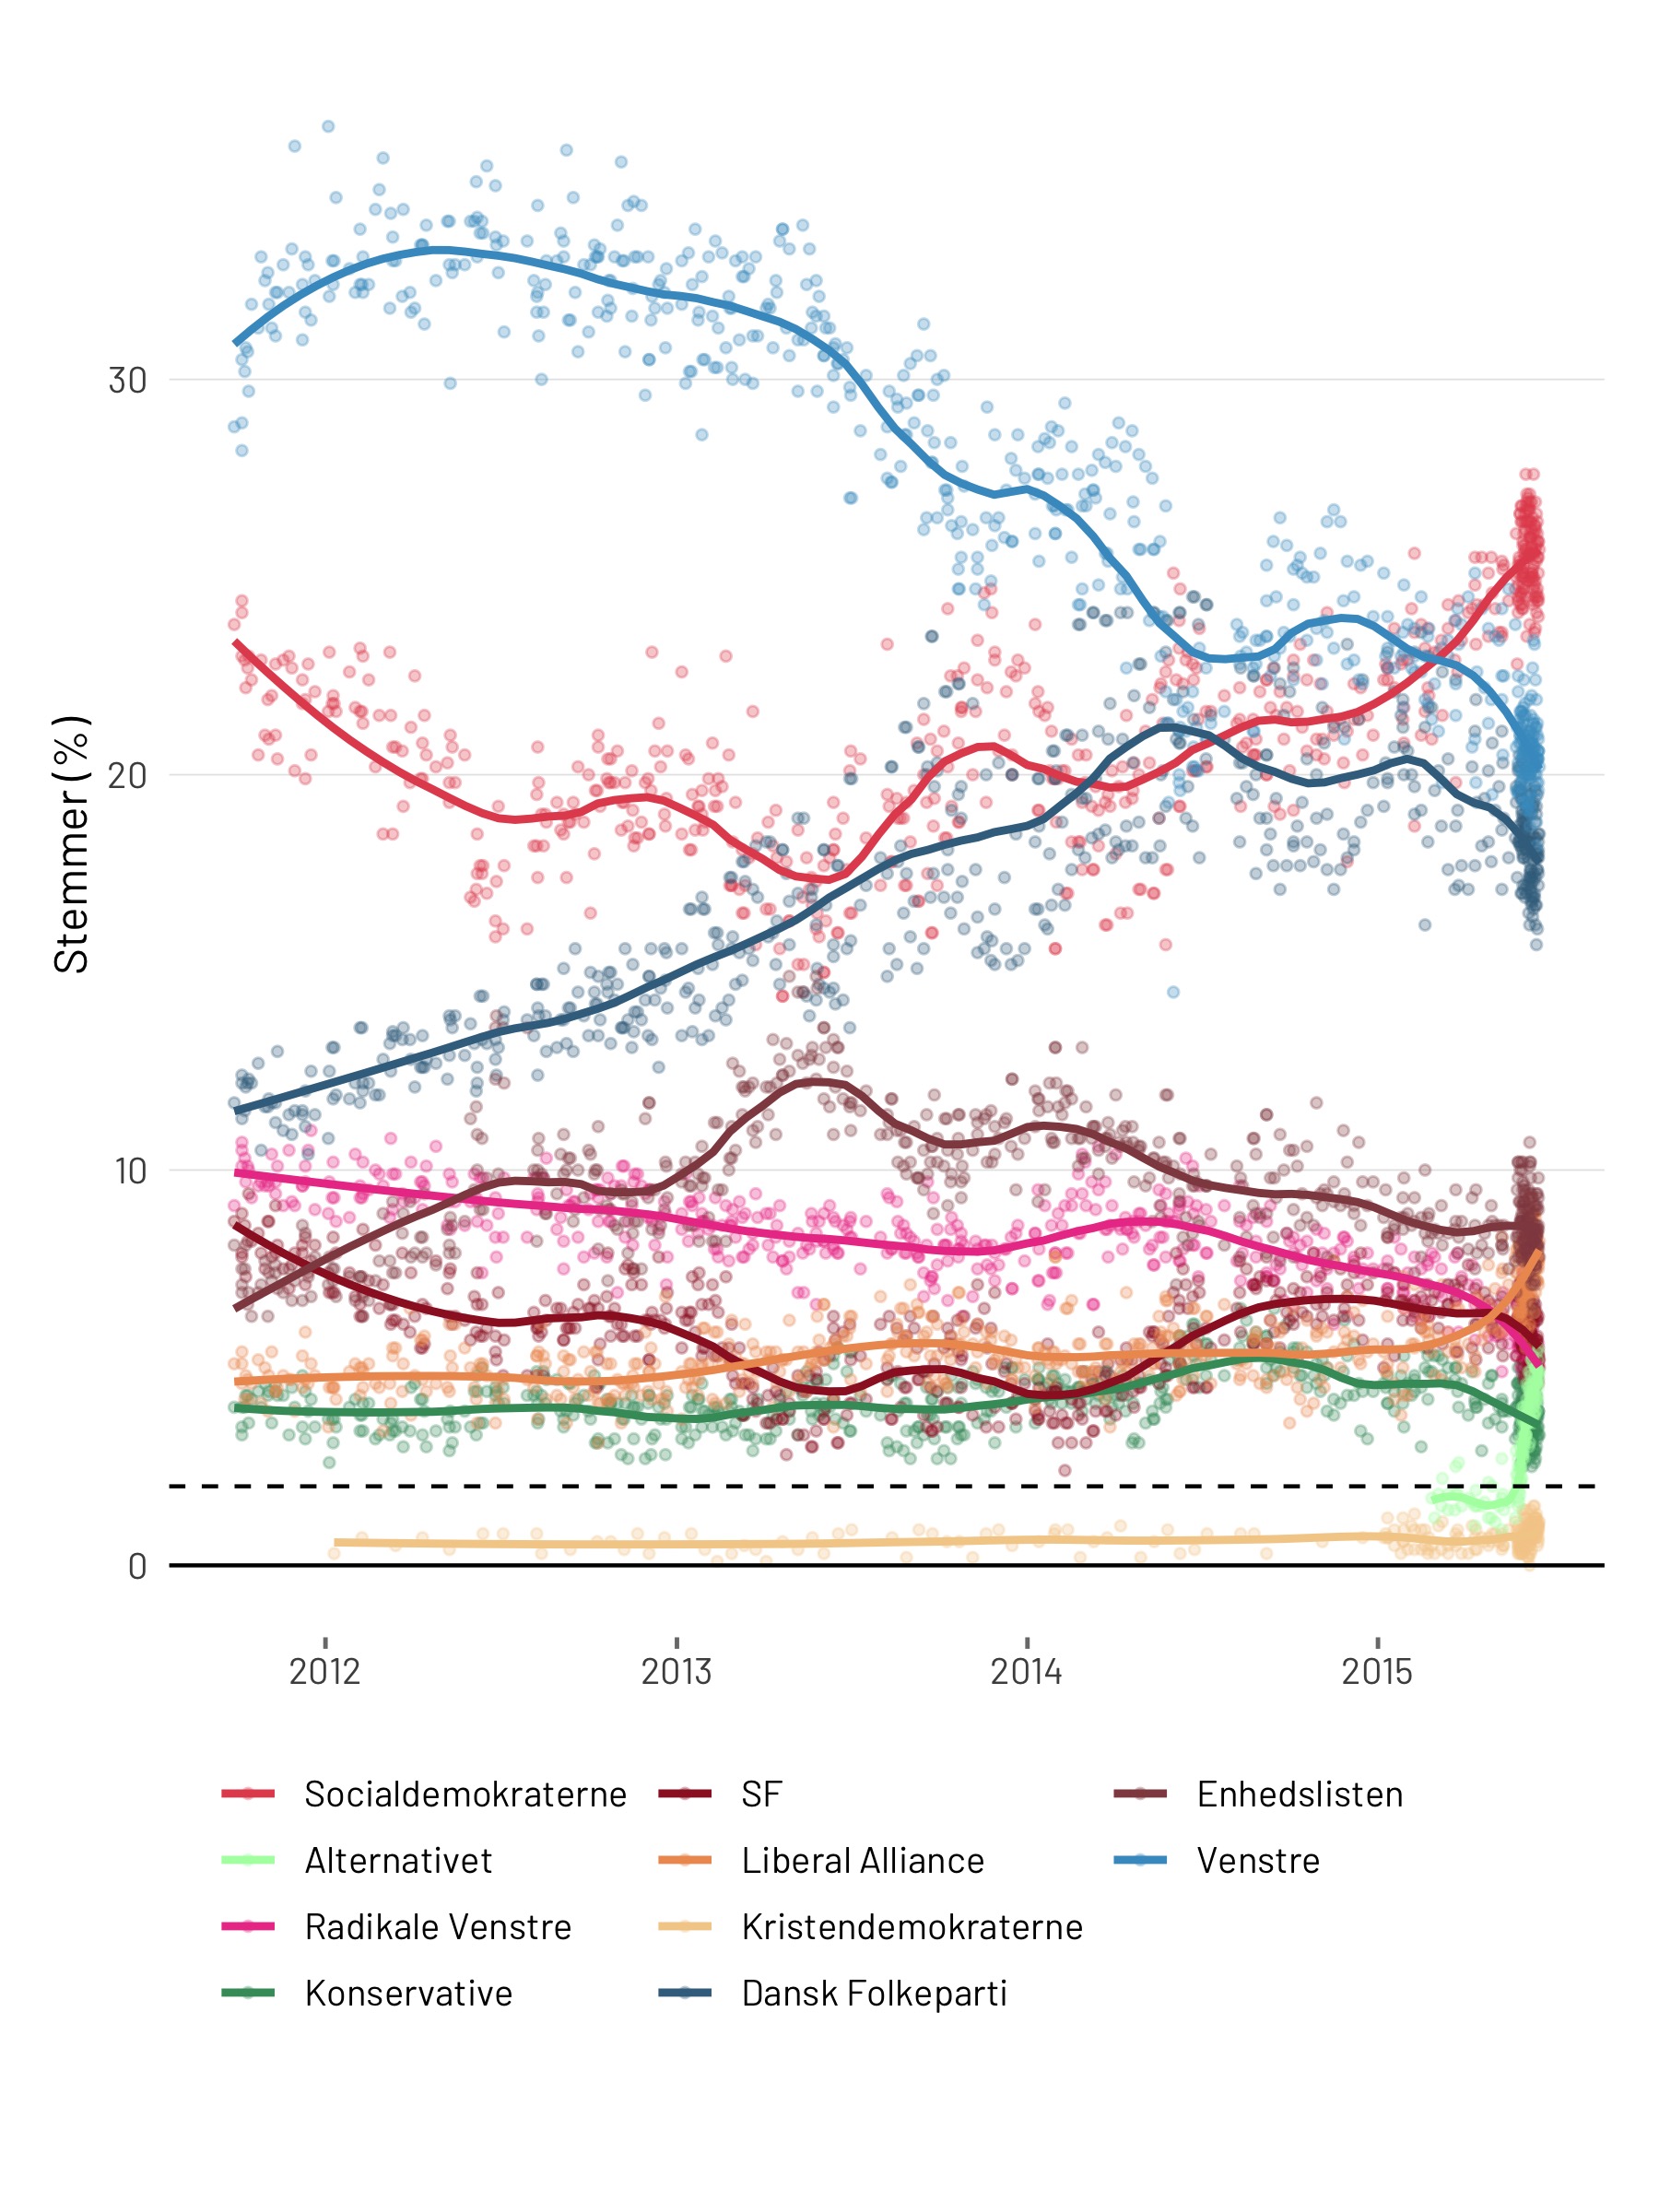 Stemmer (%)
30
20
10
0
2012 2013 2014 2015
Socialdemokraterne SF Enhedslisten
Alternativet Liberal Alliance Venstre
Radikale Venstre Kristendemokraterne
Konservative Dansk Folkeparti